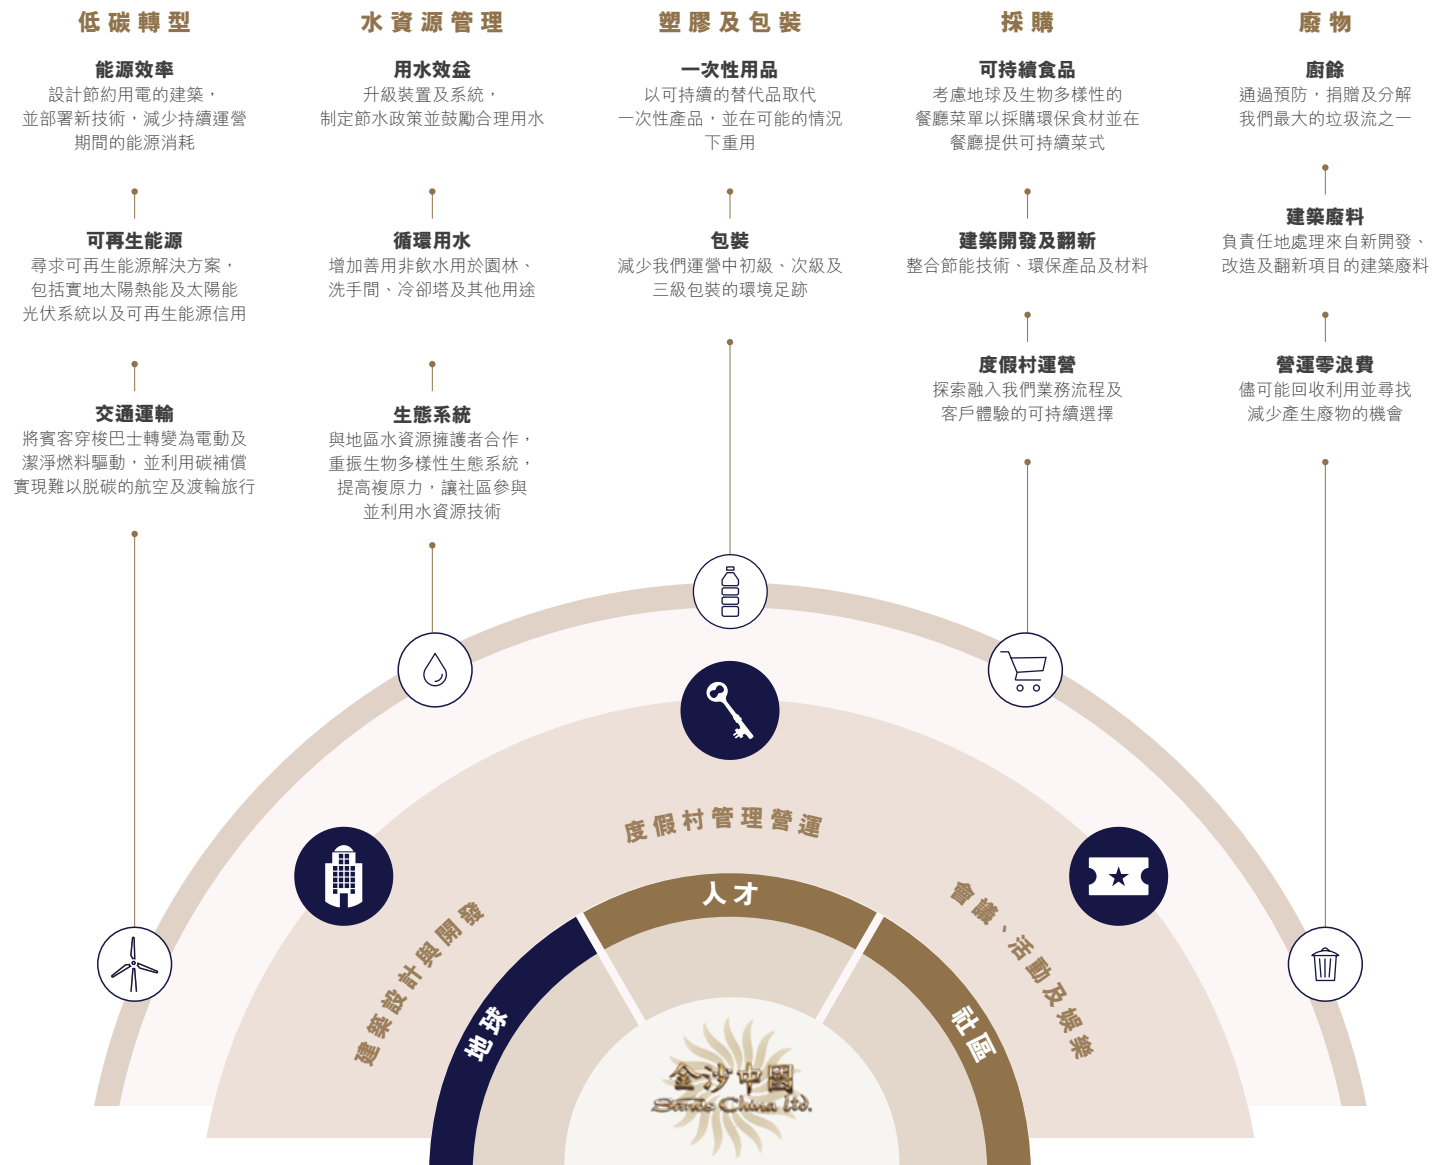 低碳轉型
能源效率
設計節約用電的建築，
並部署新技術，減少持續運營
期間的能源消耗
可再生能源
尋求可再生能源解決方案，
包括實地太陽熱能及太陽能
光伏系統以及可再生能源信用
交通運輸
將賓客穿梭巴士轉變為電動及
潔淨燃料驅動，並利用碳補償
實現難以脱碳的航空及渡輪旅行
水資源管理
用水效益
升級裝置及系統，
制定節水政策並鼓勵合理用水
循環用水
增加善用非飲水用於園林、
洗手間、冷卻塔及其他用途
生態系統
與地區水資源擁護者合作，
重振生物多樣性生態系統，
提高複原力，讓社區參與
並利用水資源技術
塑膠及包裝
一次性用品
以可持續的替代品取代
一次性產品，並在可能的情況
下重用
包裝
減少我們運營中初級、次級及
三級包裝的環境足跡
採購
可持續食品
考慮地球及生物多樣性的
餐廳菜單以採購環保食材並在
餐廳提供可持續菜式
建築開發及翻新
整合節能技術、環保產品及材料
度假村運營
探索融入我們業務流程及
客戶體驗的可持續選擇
廢物
廚餘
通過預防，捐贈及分解
我們最大的垃圾流之一
建築廢料
負責任地處理來自新開發、
改造及翻新項目的建築廢料
營運零浪費
儘可能回收利用並尋找
減少產生廢物的機會
建築設計與開發
度假村管理營運
會議、活動及娛樂
地球
人才
社區
金沙中國
Sands China Ltd.